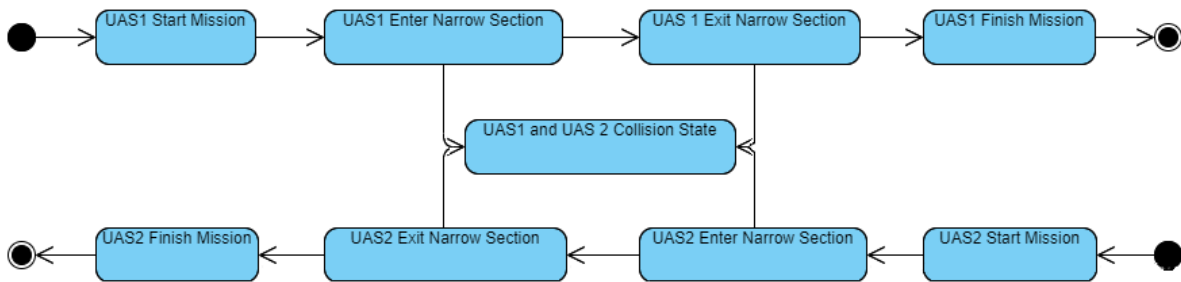 UAS1 Start Mission
UAS1 Enter Narrow Section
UAS 1 Exit Narrow Section
UAS1 Finish Mission
UAS1 and UAS 2 Collision State
UAS2 Finish Mission
UAS2 Exit Narrow Section
UAS2 Enter Narrow Section
UAS2 Start Mission